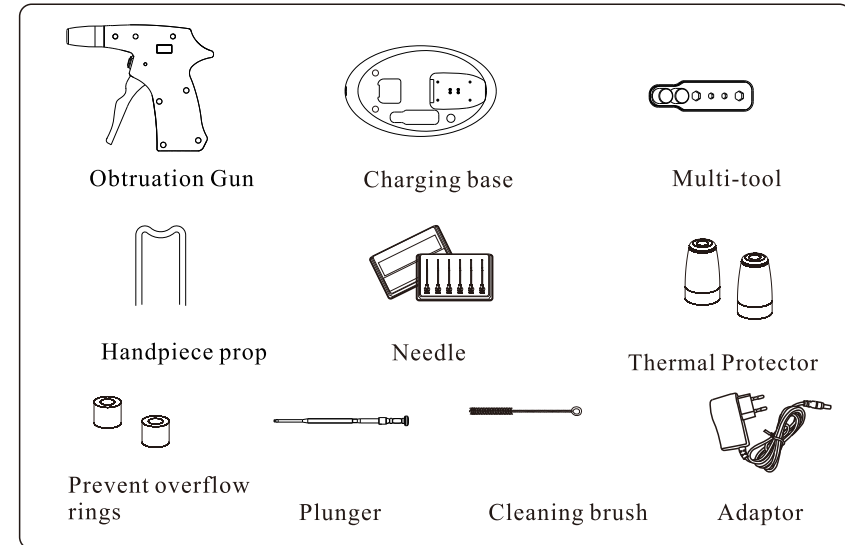 Obtruation Gun
Charging base
Multi-tool
Handpiece prop
Needle
Thermal Protector
Prevent overflow
rings
Plunger
Cleaning brush
Adaptor